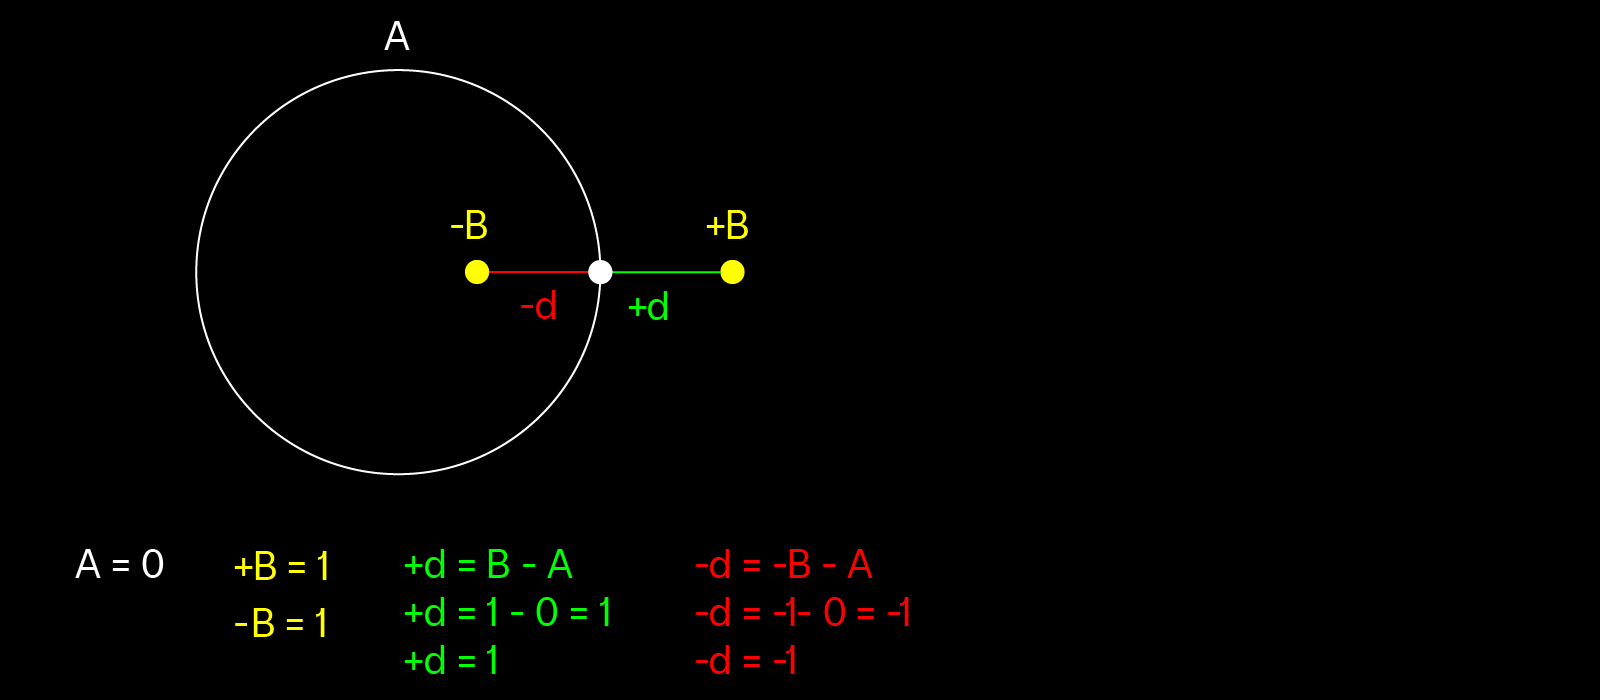 A
-B
+B
-d
+d
A = 0
+B = 1
-B = 1
+d = B - A
+d = 1 - 0 = 1
+d = 1
-d = -B - A
-d = -1- 0 = -1
-d = -1